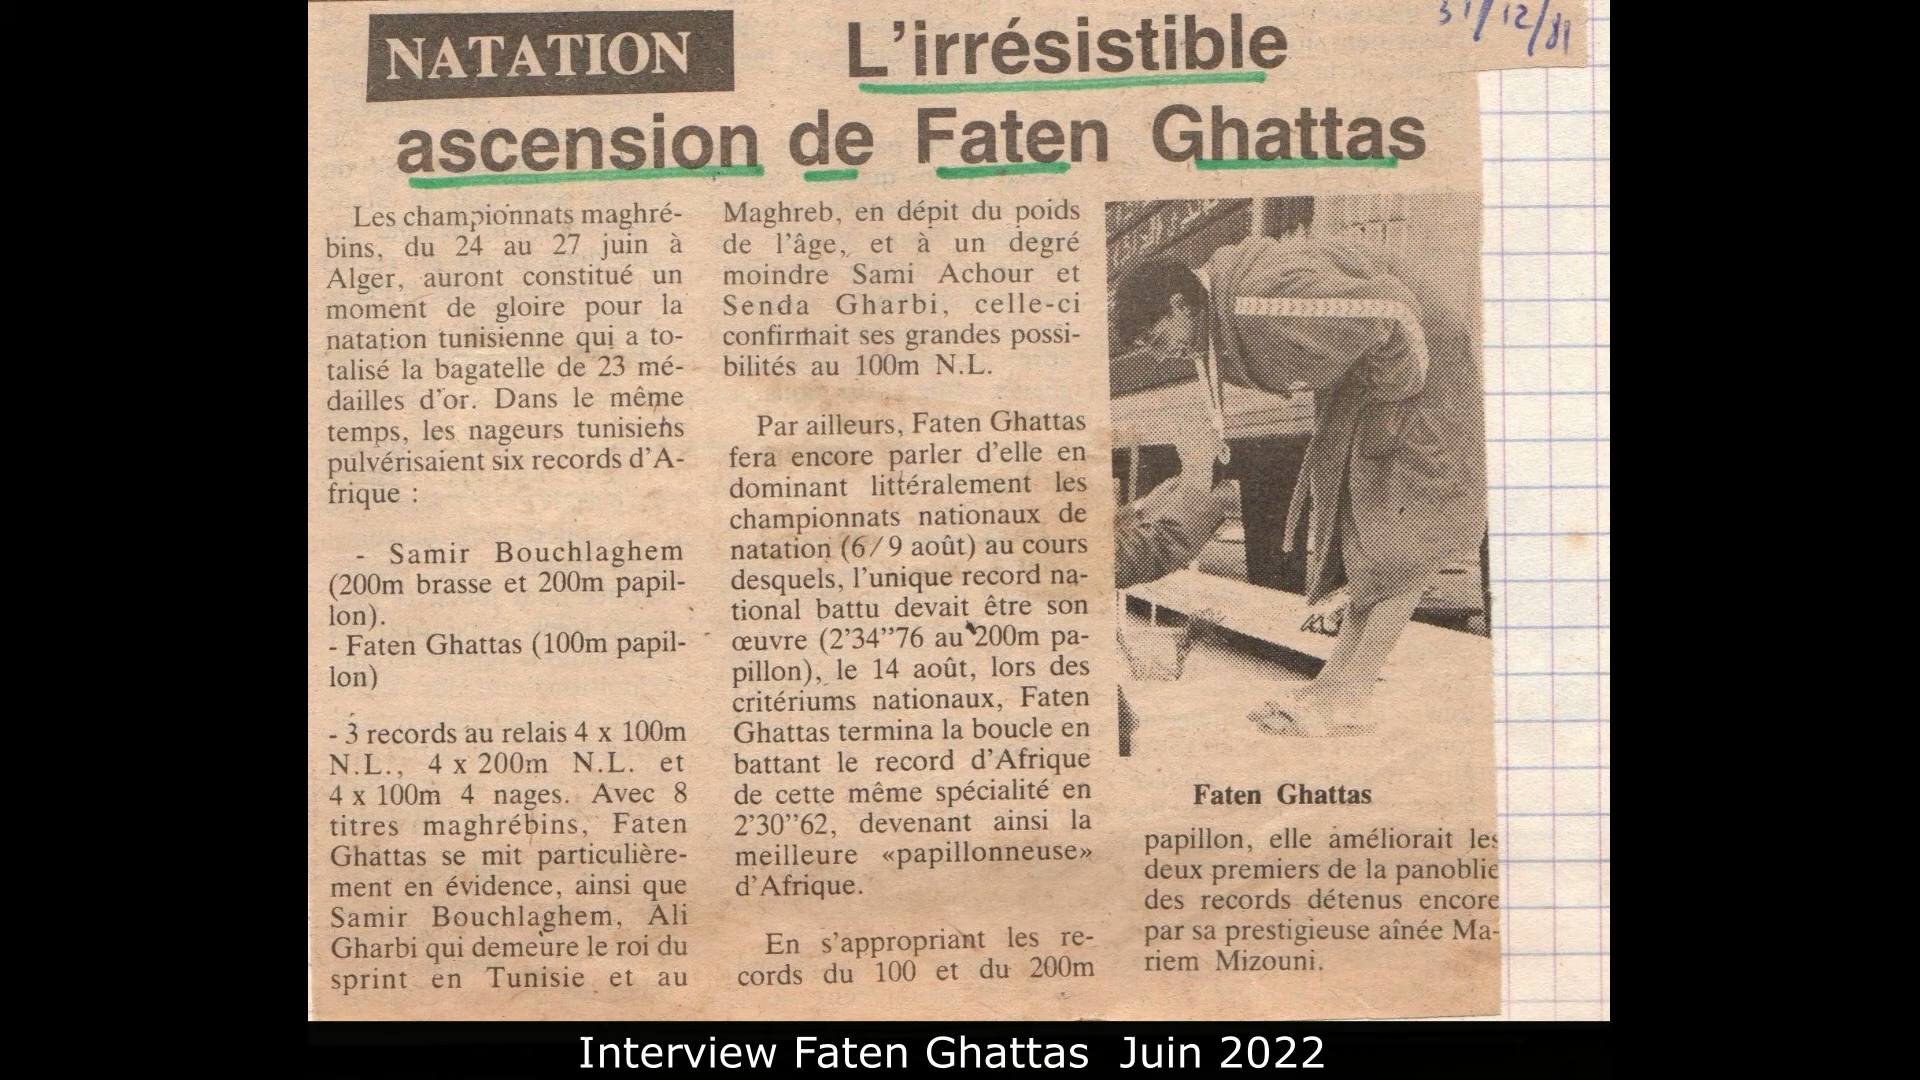 NATATION
L'irrésistible
31/12/81
ascension de Faten Ghattas
Les championnats maghré-
bins, du 24 au 27 juin à
Alger, auront constitué un
moment de gloire pour la
natation tunisienne qui a to-
talisé la bagatelle de 23 mé-
dailles d'or. Dans le même
temps, les nageurs tunisiens
pulvérisaient six records d'A-
frique :
- Samir Bouchlaghem
(200m brasse et 200m papil-
lon).
- Faten Ghattas (100m papil-
lon)
- 3 records au relais 4 x 100m
N.L., 4 x 200m N.L. et
4 x 100m 4 nages. Avec 8
titres maghrébins, Faten
Ghattas se mit particulière-
ment en évidence, ainsi que
Samir Bouchlaghem, Ali
Gharbi qui demeure le roi du
sprint en Tunisie et au
Maghreb, en dépit du poids
de l'âge, et à un degré
moindre Sami Achour et
Senda Gharbi, celle-ci
confirmait ses grandes possi-
bilités au 100m N.L.
Par ailleurs, Faten Ghattas
fera encore parler d'elle en
dominant littéralement les
championnats nationaux de
natation (6/9 août) au cours
desquels, l'unique record na-
tional battu devait être son
œuvre (2'34''76 au 200m pa-
pillon), le 14 août, lors des
critériums nationaux, Faten
Ghattas termina la boucle en
battant le record d'Afrique
de cette même spécialité en
2'30''62, devenant ainsi la
meilleure «papillonneuse»
d'Afrique.
En s'appropriant les re-
cords du 100 et du 200m
Faten Ghattas
papillon, elle améliorait les
deux premiers de la panoblie
des records détenus encore
par sa prestigieuse aînée Ma-
riem Mizouni.
Interview Faten Ghattas Juin 2022